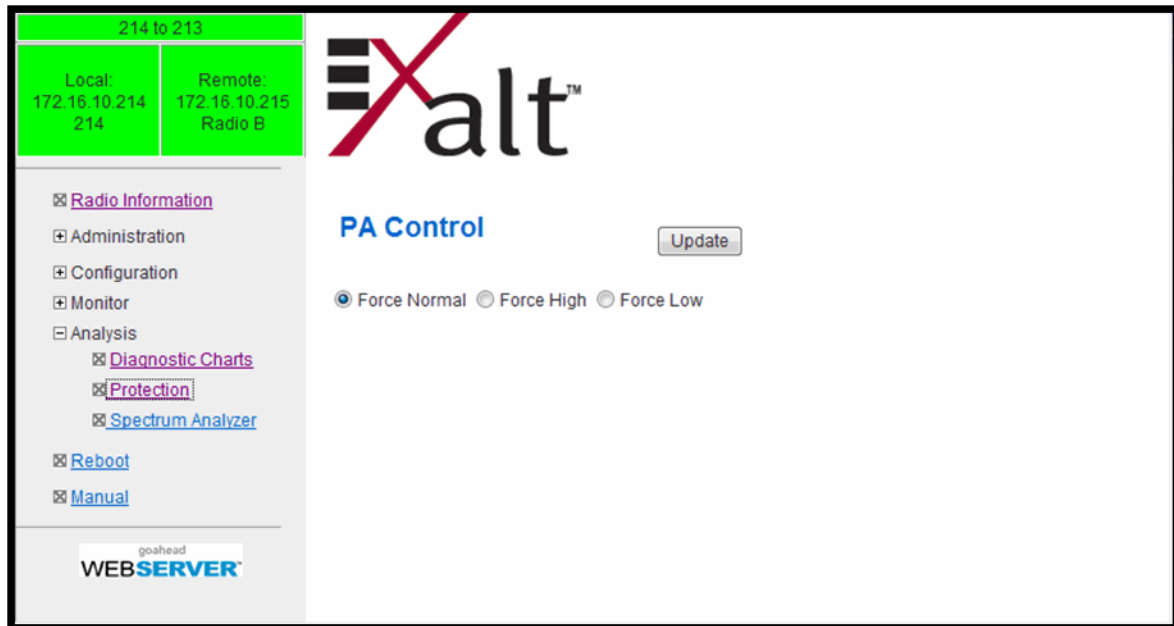 214 to 213
Local:
172.16.10.214
214
Remote:
172.16.10.215
Radio B
Radio Information
Administration
Configuration
Monitor
Analysis
Diagnostic Charts
Protection
Spectrum Analyzer
Reboot
Manual
goahead
WEBSERVER
EXalt™
PA Control
Update
Force Normal
Force High
Force Low